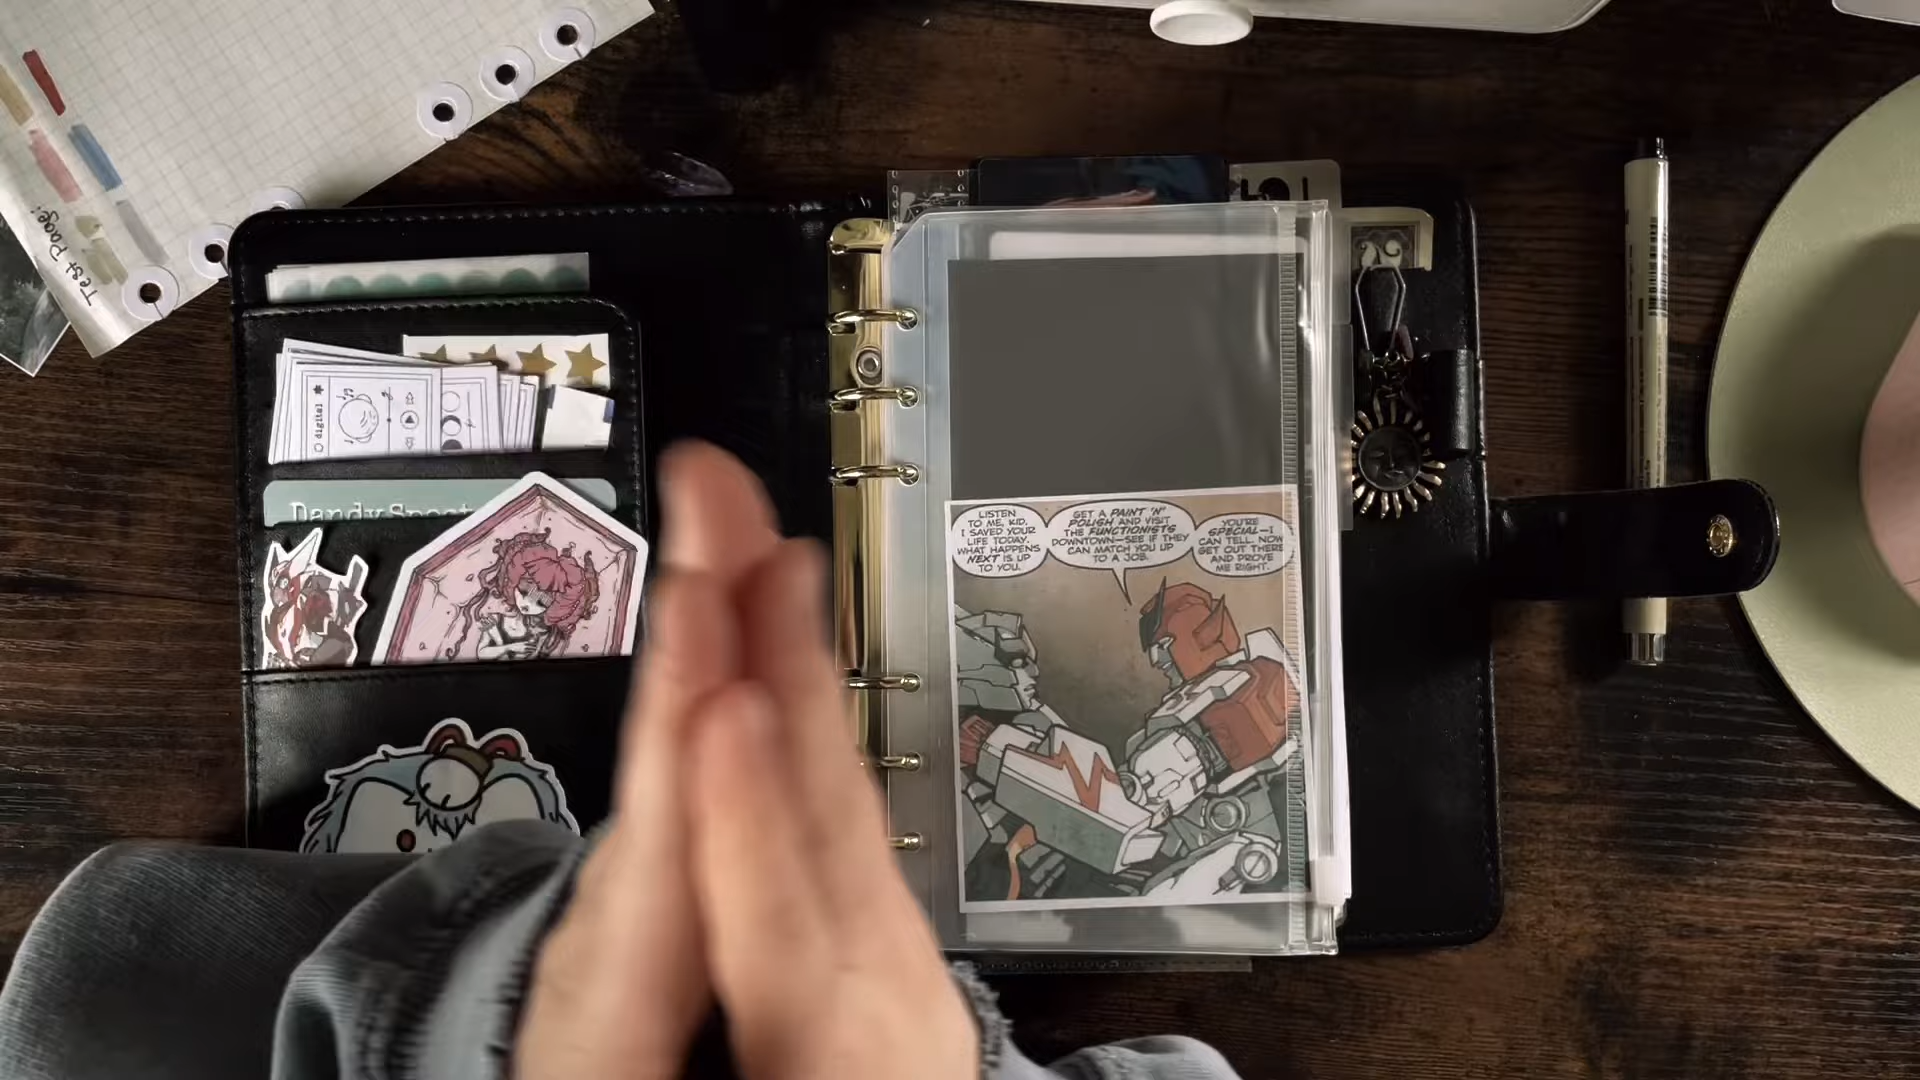 Test Page:
digital
Dandy
LISTEN
TO ME, KID,
I SAVED YOUR
LIFE TODAY.
WHAT HAPPENS
NEXT IS UP
TO YOU.
GET A PAINT 'N'
POLISH AND VISIT
THE FUNCTIONISTS
DOWNTOWN—SEE IF THEY
CAN MATCH YOU UP
TO A JOB.
YOU'RE
SPECIAL—I
CAN TELL. NOW
GET OUT THERE
AND PROVE
ME RIGHT.